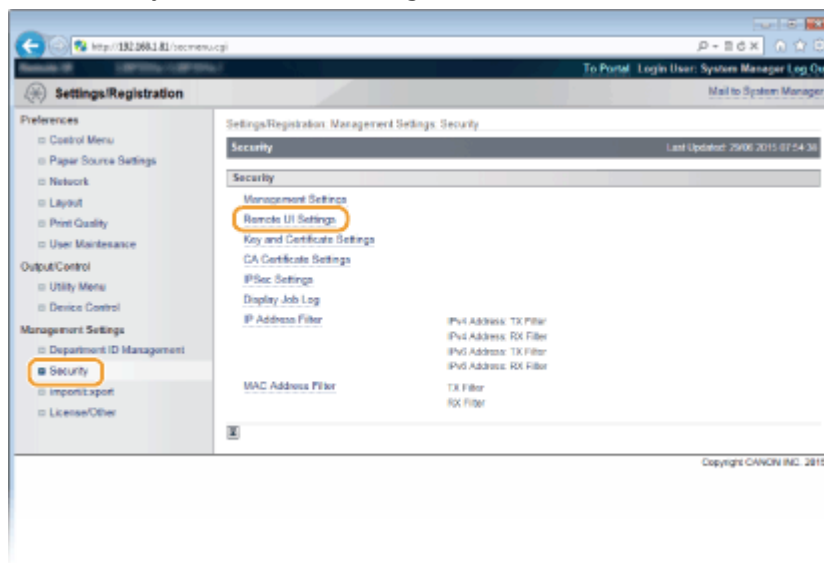 http://192.168.1.81/secmenu.cgi
To Portal Login User: System Manager Log Ou
Settings/Registration
Mail to System Manager
Preferences
Control Menu
Paper Source Settings
Network
Layout
Print Quality
User Maintenance
Output/Control
Utility Menu
Device Control
Management Settings
Department ID Management
Security
Import/Export
License/Other
Settings/Registration: Management Settings: Security
Security
Last Updated: 29/06 2015 07:54:38
Security
Management Settings
Remote UI Settings
Key and Certificate Settings
CA Certificate Settings
IPSec Settings
Display Job Log
IP Address Filter
IPv4 Address: TX Filter
IPv4 Address: RX Filter
IPv6 Address: TX Filter
IPv6 Address: RX Filter
MAC Address Filter
TX Filter
RX Filter
Copyright CANON INC. 2015